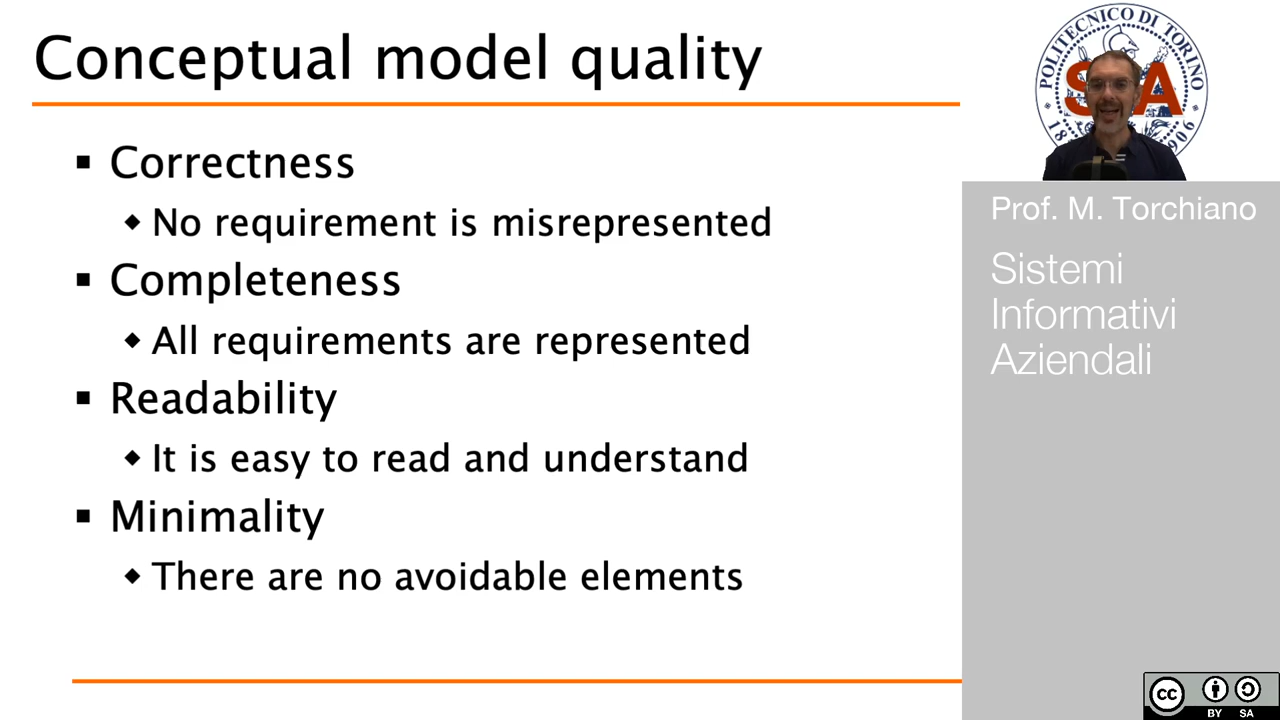 Conceptual model quality
▪ Correctness
◆ No requirement is misrepresented
▪ Completeness
◆ All requirements are represented
▪ Readability
◆ It is easy to read and understand
▪ Minimality
◆ There are no avoidable elements
POLITECNICO DI TORINO
S A
Prof. M. Torchiano
Sistemi
Informativi
Aziendali
cc
BY SA